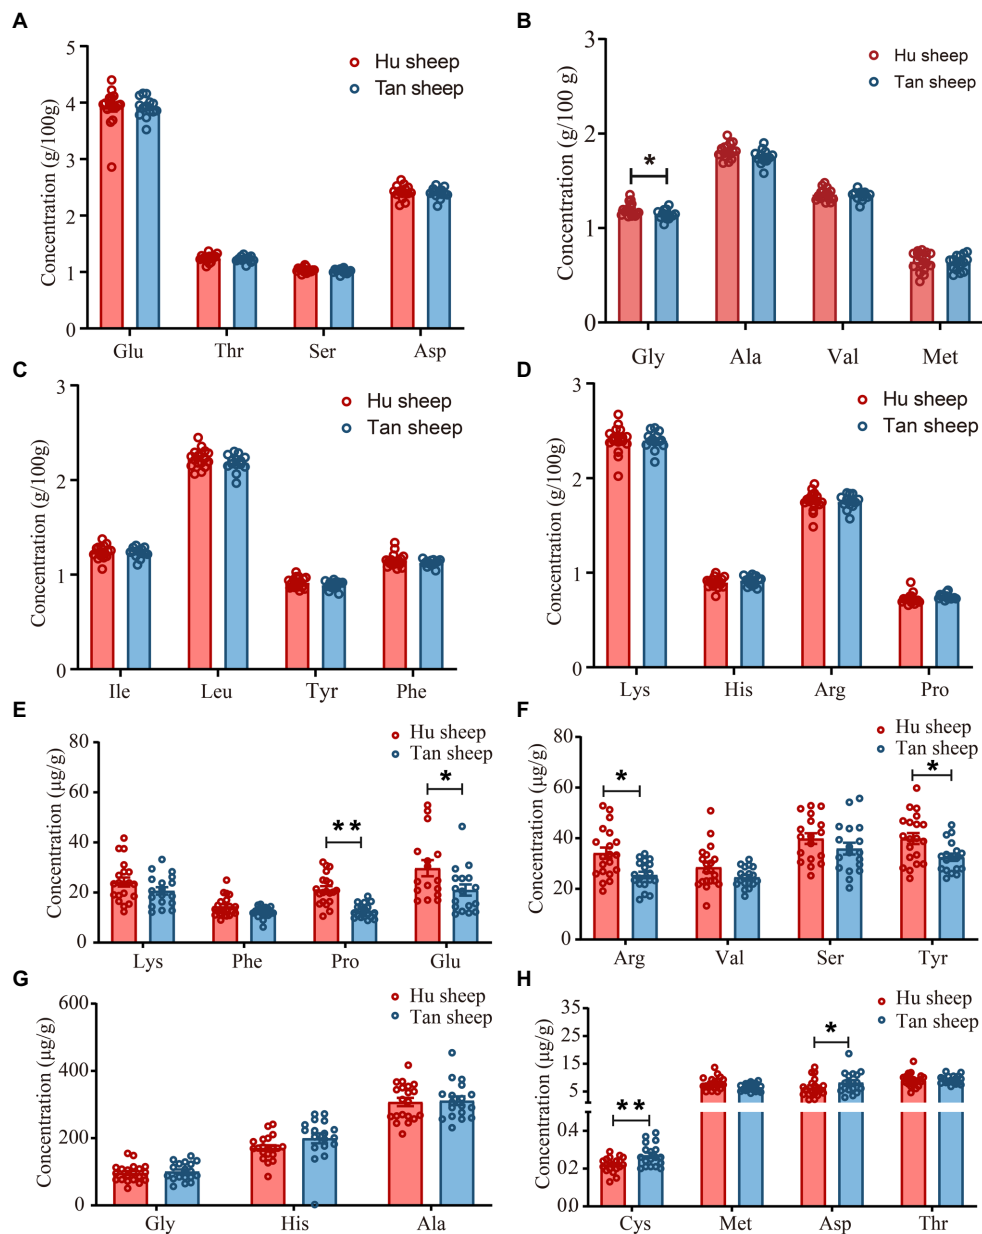 A
Concentration (g/100g)
5
4
3
2
1
0
Hu sheep
Tan sheep
Glu Thr Ser Asp
B
Concentration (g/100 g)
3
2
1
0
Hu sheep
Tan sheep
*
Gly Ala Val Met
C
Concentration (g/100g)
3
2
1
0
Hu sheep
Tan sheep
Ile Leu Tyr Phe
D
Concentration (g/100g)
3
2
1
0
Hu sheep
Tan sheep
Lys His Arg Pro
E
Concentration (μg/g)
80
60
40
20
0
Hu sheep
Tan sheep
**
*
Lys Phe Pro Glu
F
Concentration (μg/g)
80
60
40
20
0
Hu sheep
Tan sheep
*
*
Arg Val Ser Tyr
G
Concentration (μg/g)
600
400
200
0
Hu sheep
Tan sheep
Gly His Ala
H
Concentration (μg/g)
35
25
15
5
0.4
0.2
0.0
Hu sheep
Tan sheep
*
**
Cys Met Asp Thr